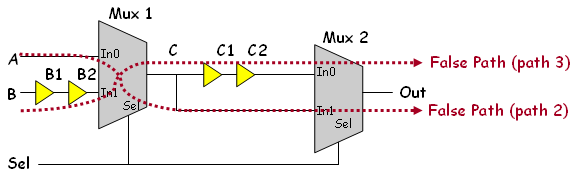 Mux 1
Mux 2
A
In0
C
C1
C2
False Path (path 3)
B1
B2
In0
B
In1
Out
Sel
In1
False Path (path 2)
Sel
Sel